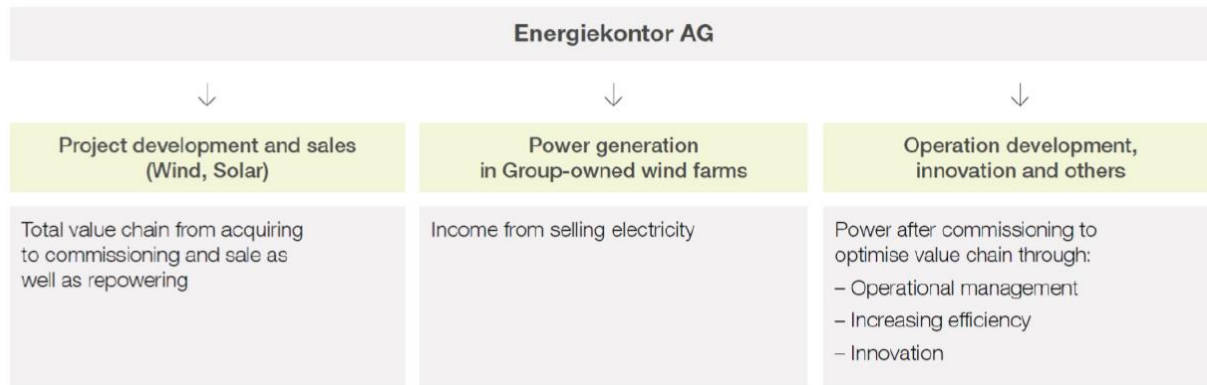 Energiekontor AG
Project development and sales
(Wind, Solar)
Total value chain from acquiring
to commissioning and sale as
well as repowering
Power generation
in Group-owned wind farms
Income from selling electricity
Operation development,
innovation and others
Power after commissioning to
optimise value chain through:
– Operational management
– Increasing efficiency
– Innovation